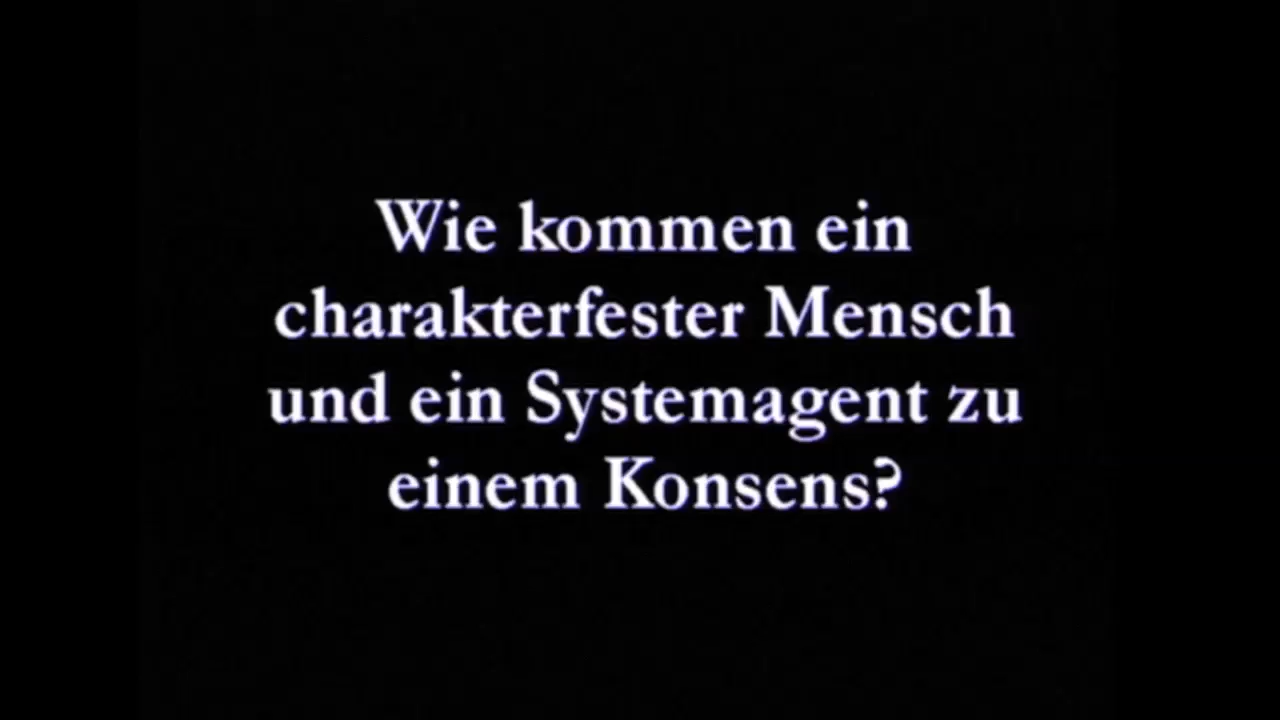 Wie kommen ein
charakterfester Mensch
und ein Systemagent zu
einem Konsens?